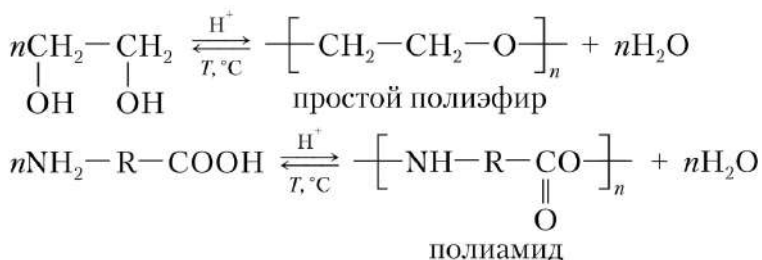 nCH₂—CH₂ ⇌ H⁺ T, °C —[—CH₂—CH₂—O—]—n + nH₂O
OH OH
простой полиэфир
nNH₂—R—COOH ⇌ H⁺ T, °C —[—NH—R—CO—]—n + nH₂O
O
полиамид